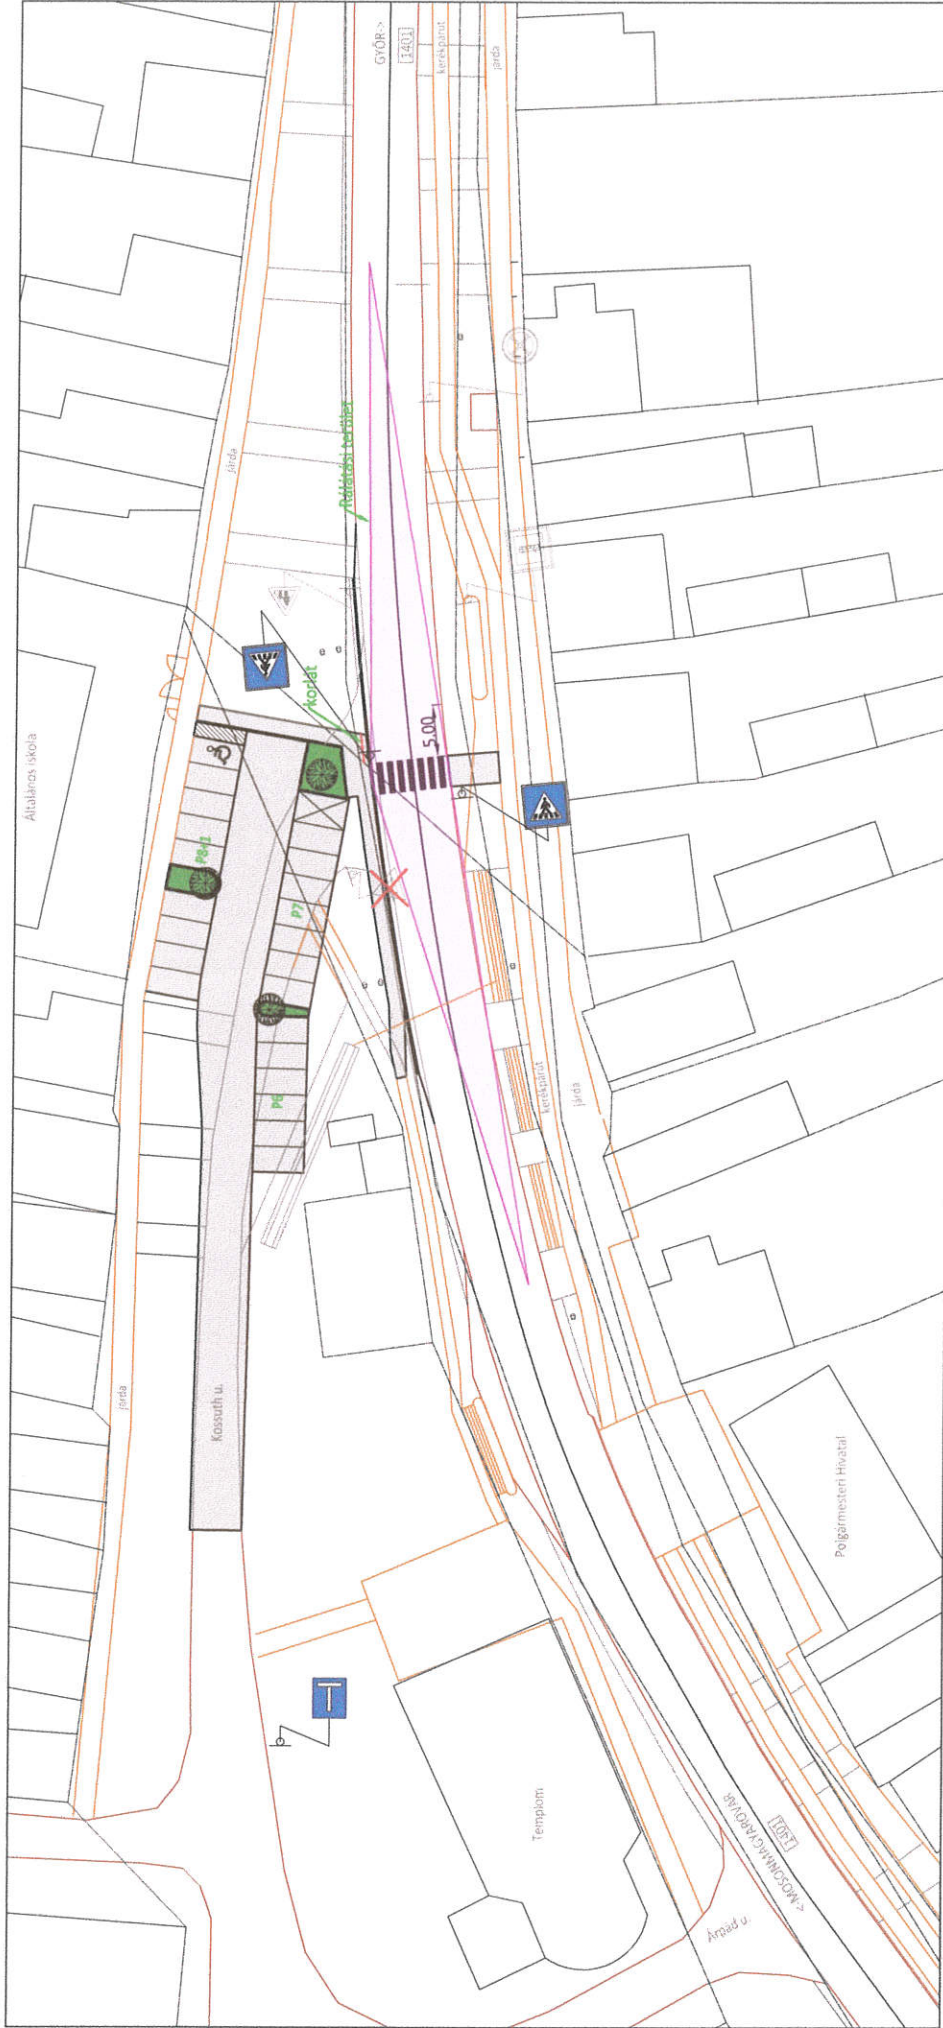 GYŐR->
1401
kerékpárút
járda
járda
Rálátási terület
korlát
5.00
Általános iskola
P8+1
P7
P6
kerékpárút
járda
járda
Kossuth u.
Polgármesteri Hivatal
Templom
< MOSONMAGYARÓVÁR
1401
Árpád u.